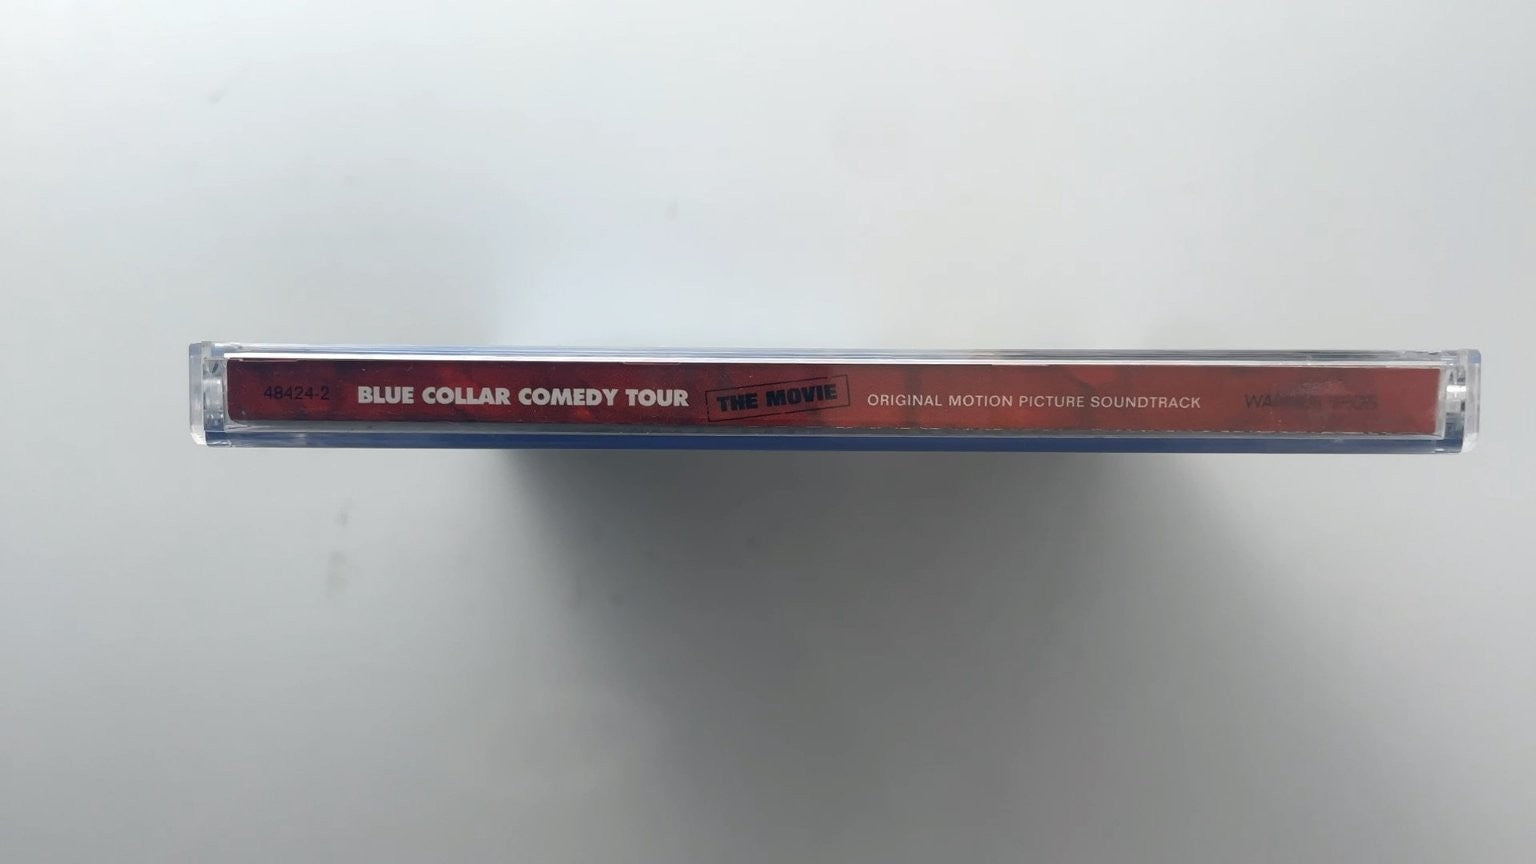 48424-2 BLUE COLLAR COMEDY TOUR THE MOVIE ORIGINAL MOTION PICTURE SOUNDTRACK